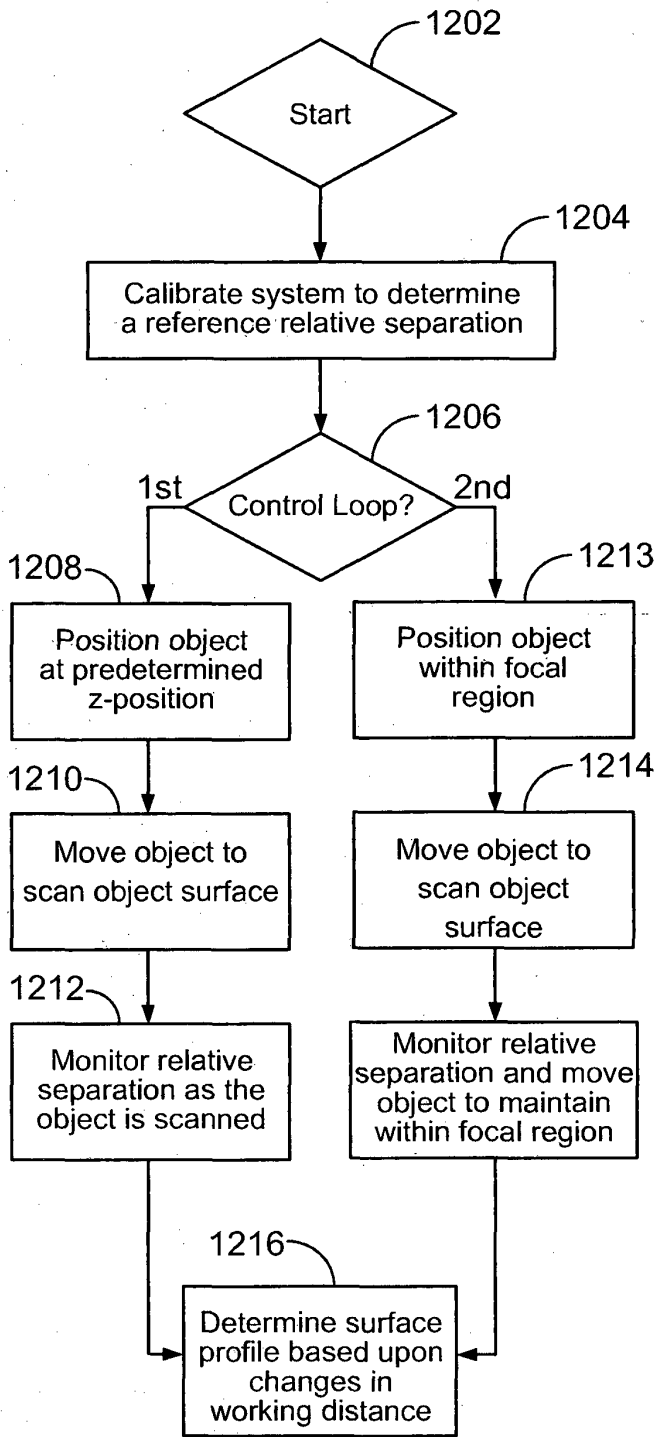 1202
Start
1204
Calibrate system to determine
a reference relative separation
1206
1st
Control Loop?
2nd
1208
Position object
at predetermined
z-position
1213
Position object
within focal
region
1210
Move object to
scan object surface
1214
Move object to
scan object
surface
1212
Monitor relative
separation as the
object is scanned
Monitor relative
separation and move
object to maintain
within focal region
1216
Determine surface
profile based upon
changes in
working distance